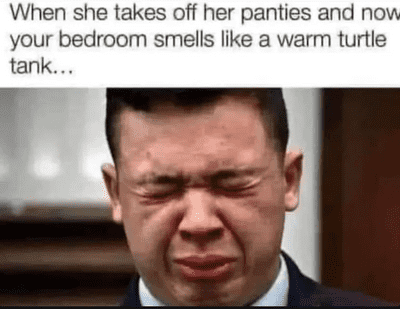 When she takes off her panties and now
your bedroom smells like a warm turtle
tank...